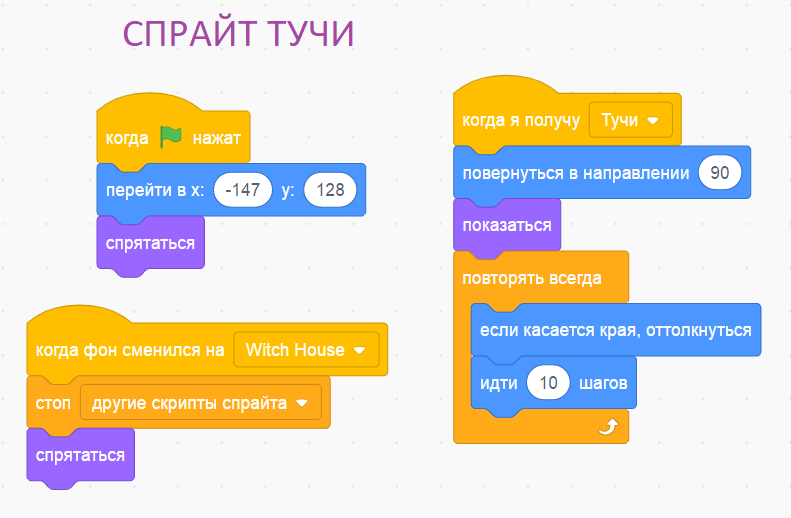 СПРАЙТ ТУЧИ
когда нажат
перейти в x: -147 y: 128
спрятаться
когда фон сменился на Witch House
стоп другие скрипты спрайта
спрятаться
когда я получу Тучи
повернуться в направлении 90
показаться
повторять всегда
если касается края, оттолкнуться
идти 10 шагов